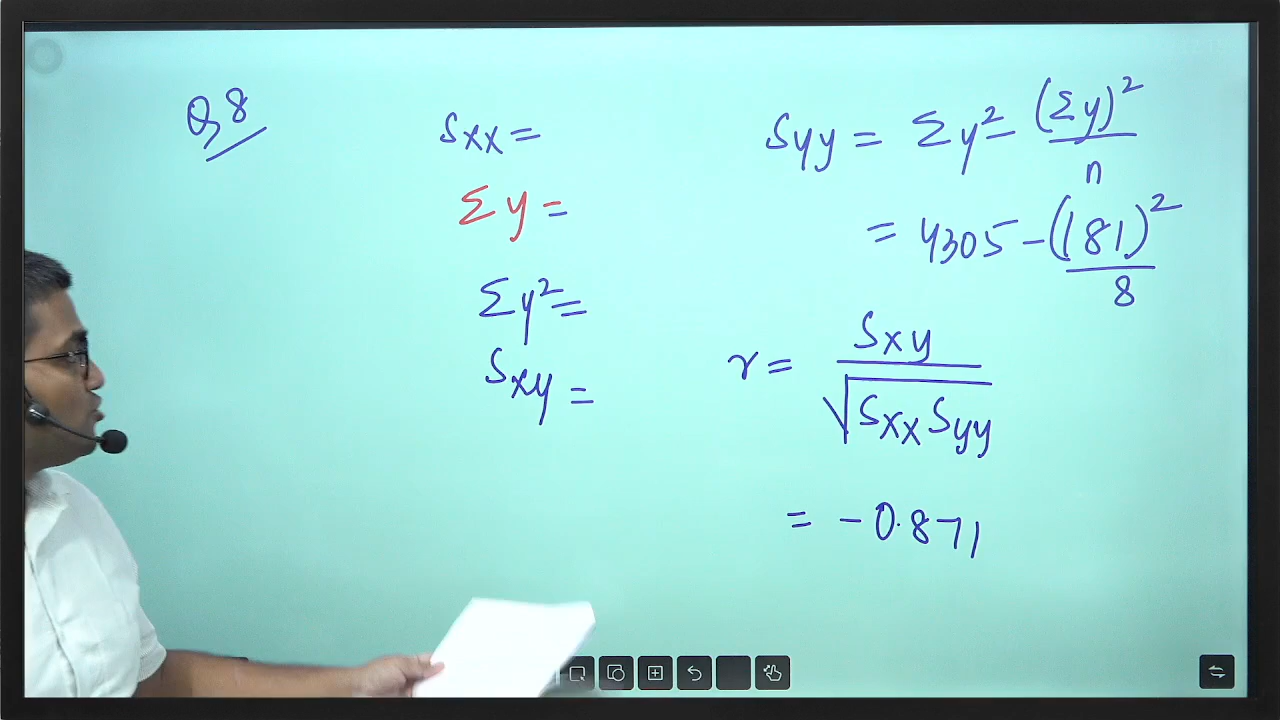 Q8
Sxx =
Σy =
Σy² =
Sxy =
Syy = Σy² - (Σy)²/n
= 4305 - (181)²/8
r = Sxy/√SxxSyy
= -0.871